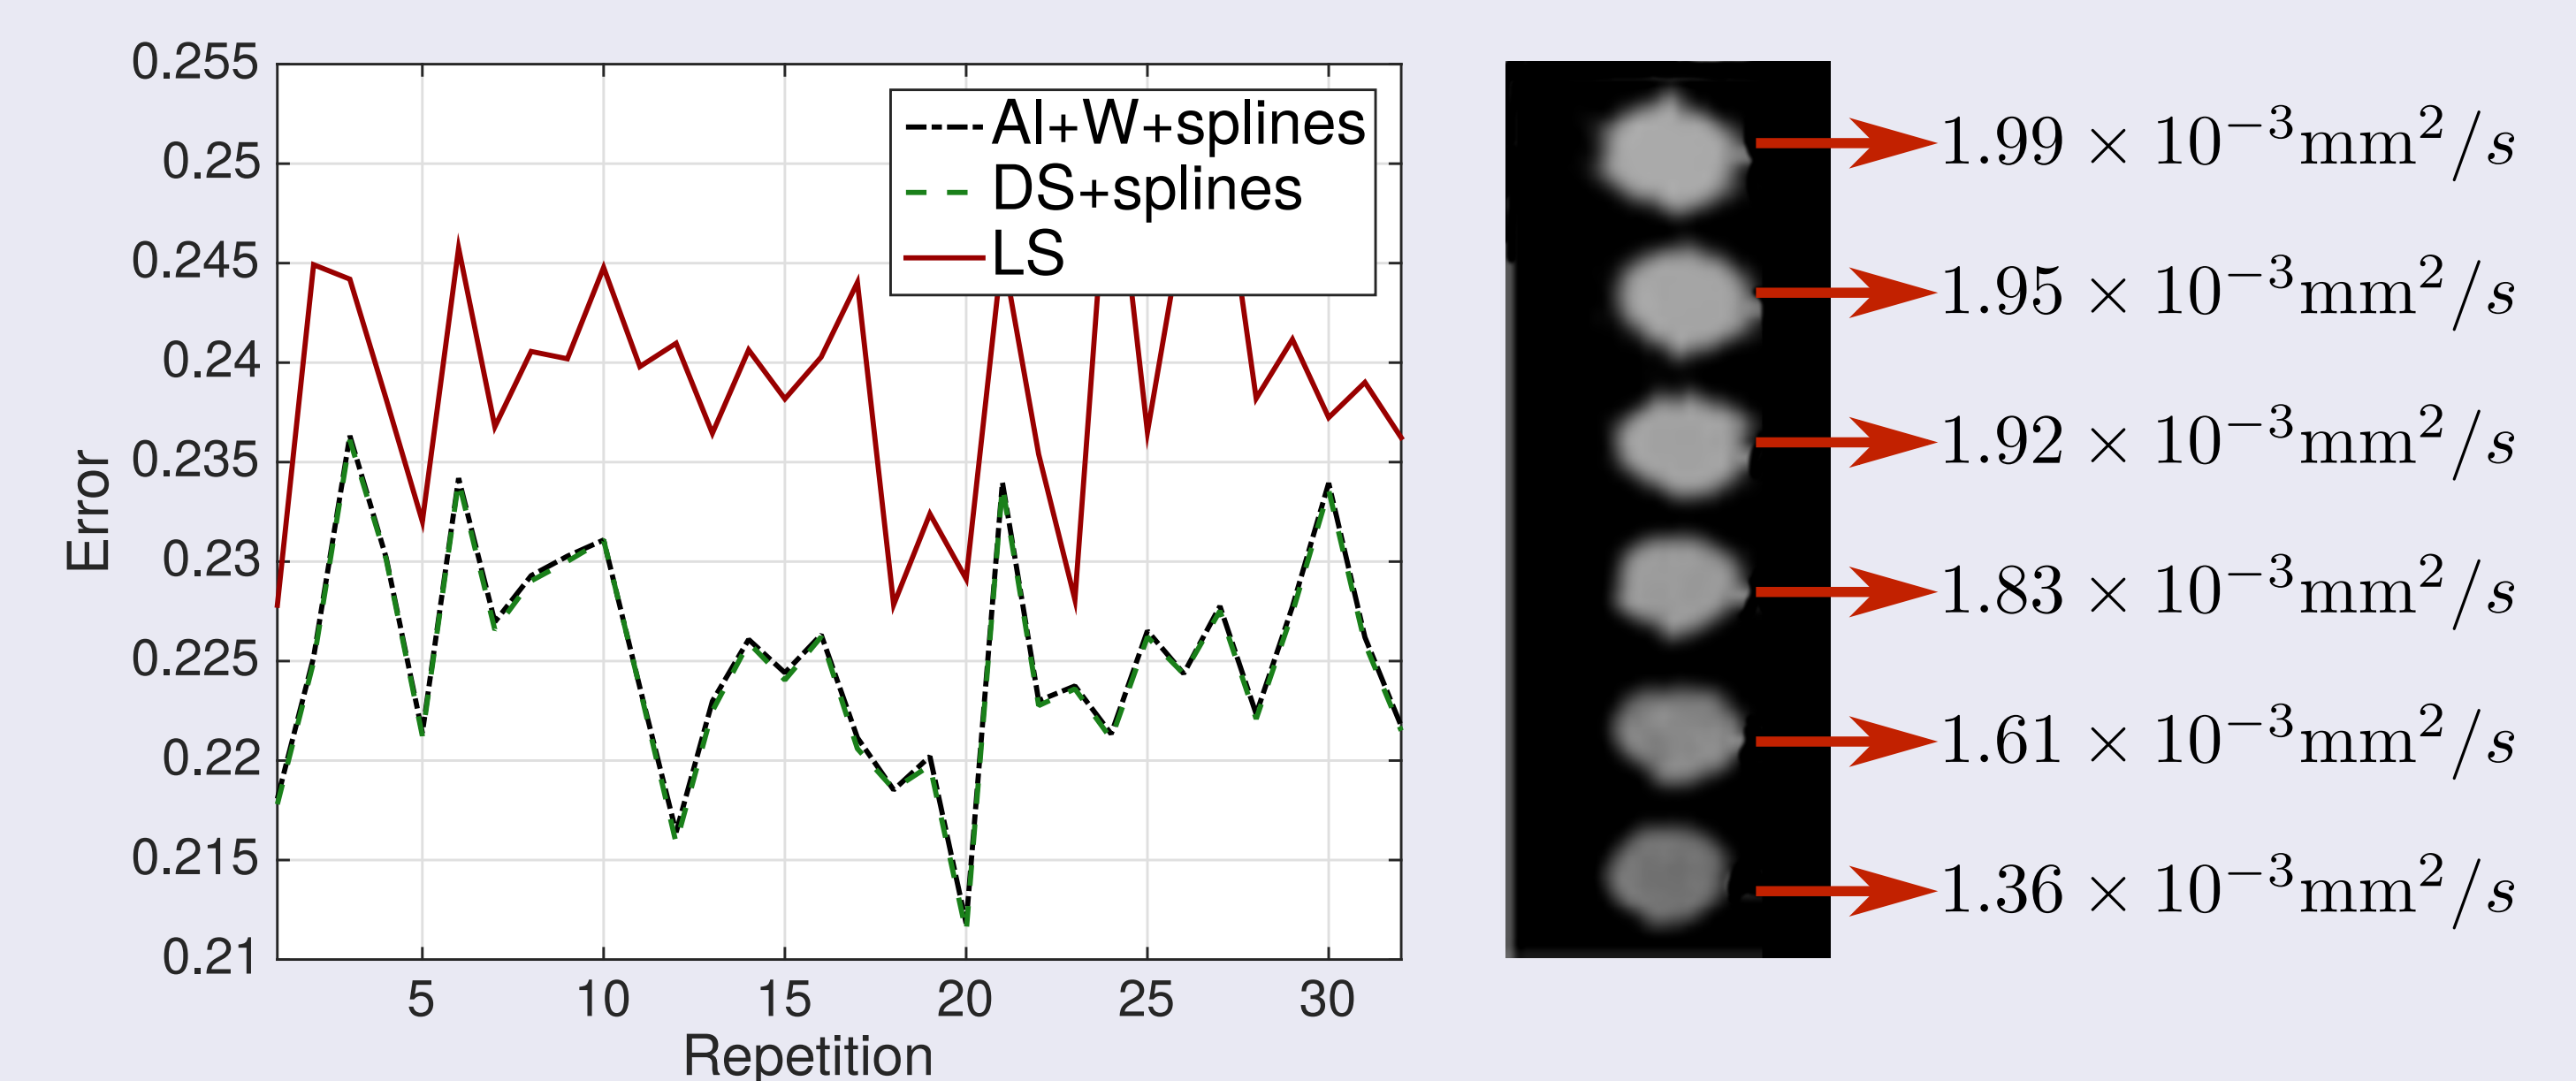 0.255
0.25
0.245
0.24
0.235
0.23
0.225
0.22
0.215
0.21
Error
5 10 15 20 25 30
Repetition
AI+W+splines
DS+splines
LS
1.99 × 10⁻³mm²/s
1.95 × 10⁻³mm²/s
1.92 × 10⁻³mm²/s
1.83 × 10⁻³mm²/s
1.61 × 10⁻³mm²/s
1.36 × 10⁻³mm²/s